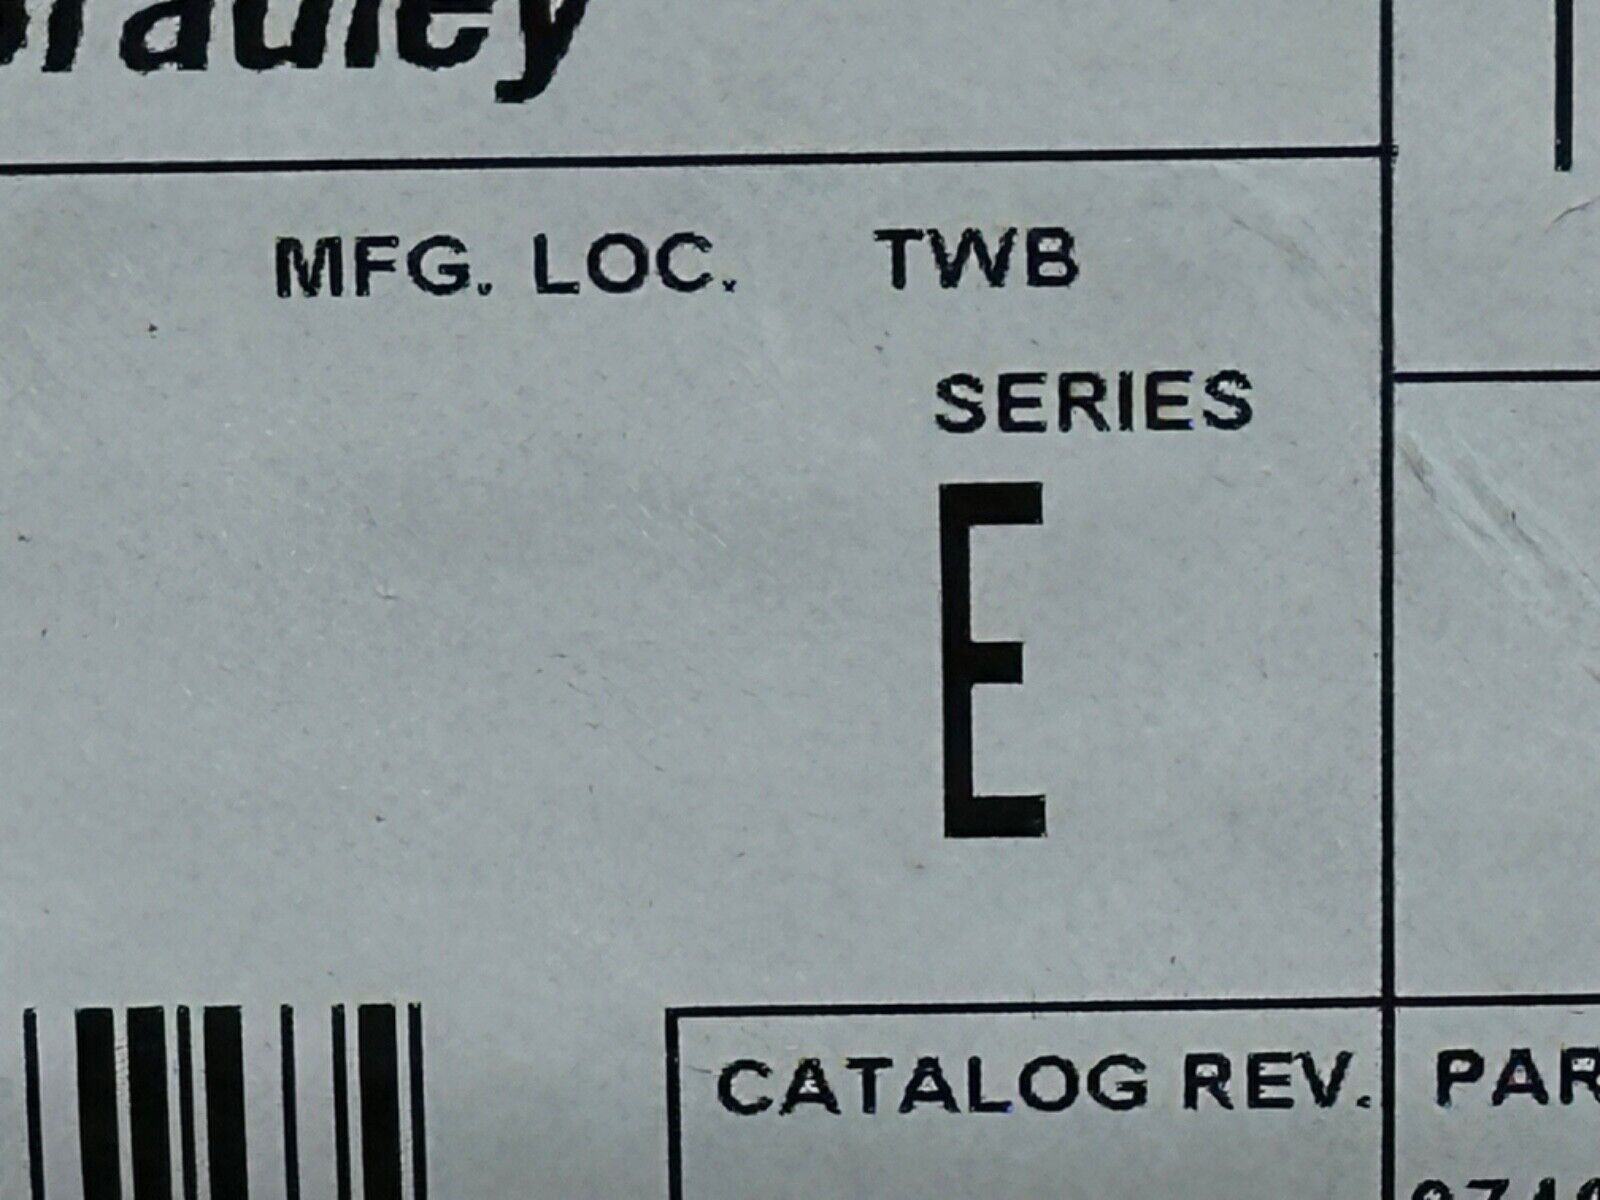 MFG. LOC. TWB
SERIES
E
CATALOG REV.